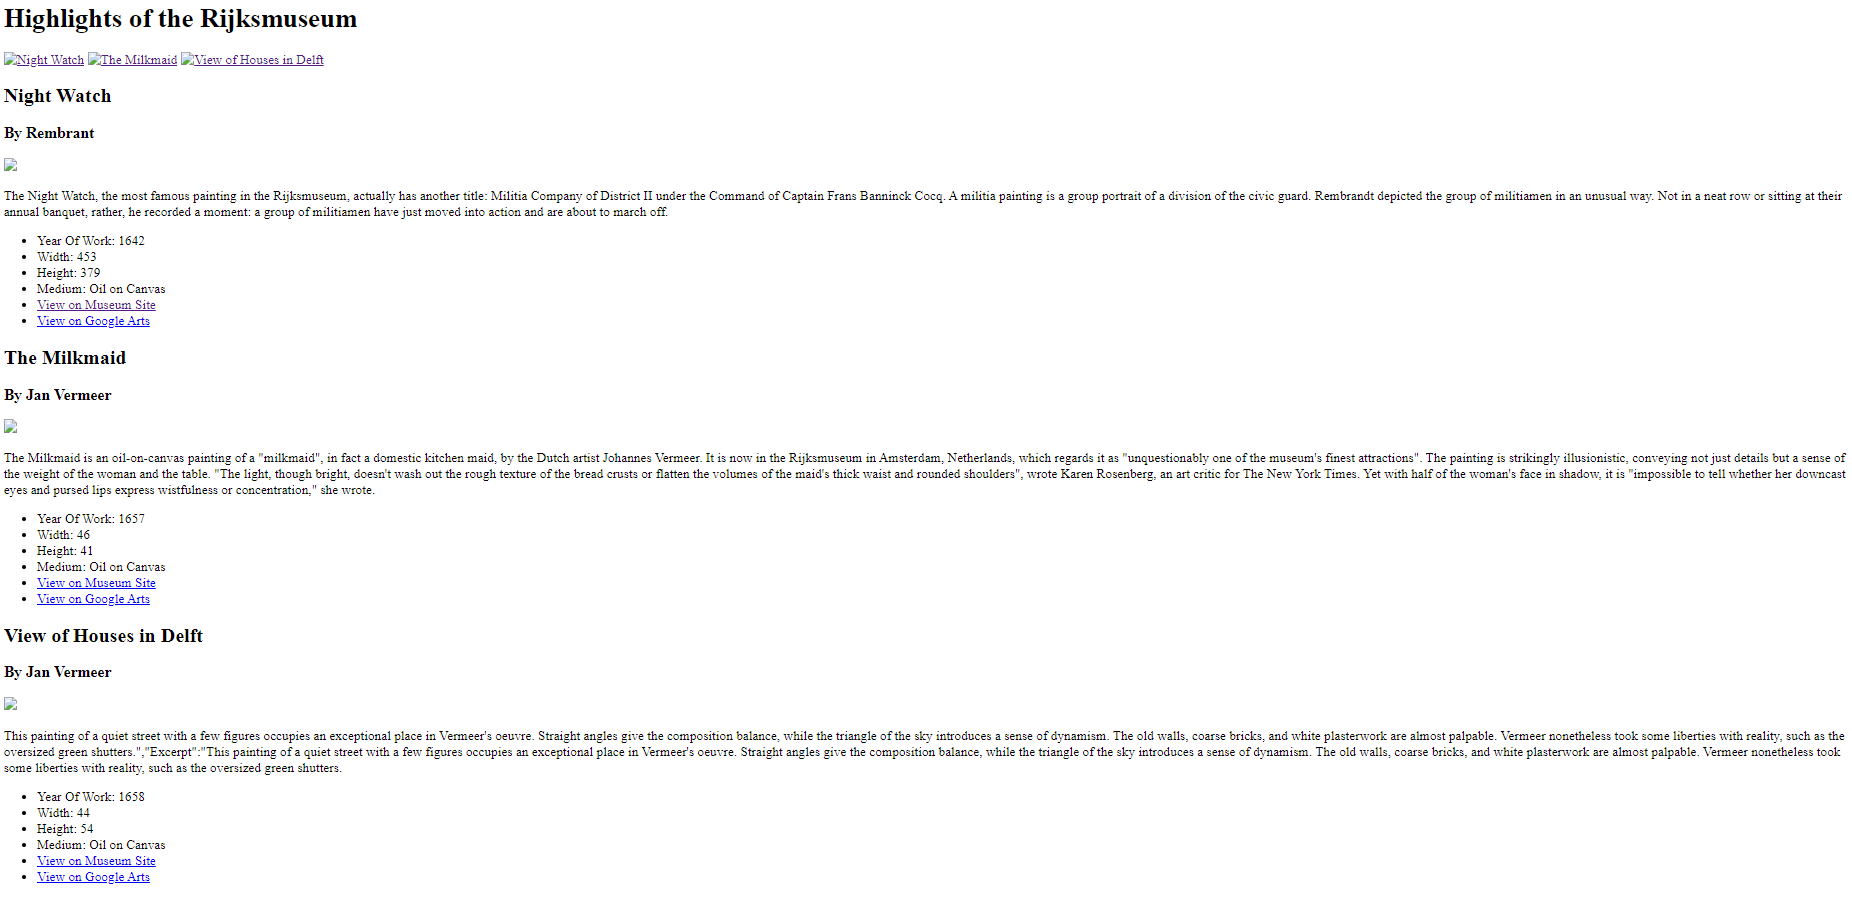 Highlights of the Rijksmuseum
Night Watch The Milkmaid View of Houses in Delft
Night Watch
By Rembrant
The Night Watch, the most famous painting in the Rijksmuseum, actually has another title: Militia Company of District II under the Command of Captain Frans Banninck Cocq. A militia painting is a group portrait of a division of the civic guard. Rembrandt depicted the group of militiamen in an unusual way. Not in a neat row or sitting at their
annual banquet, rather, he recorded a moment: a group of militiamen have just moved into action and are about to march off.
• Year Of Work: 1642
• Width: 453
• Height: 379
• Medium: Oil on Canvas
• View on Museum Site
• View on Google Arts
The Milkmaid
By Jan Vermeer
The Milkmaid is an oil-on-canvas painting of a "milkmaid", in fact a domestic kitchen maid, by the Dutch artist Johannes Vermeer. It is now in the Rijksmuseum in Amsterdam, Netherlands, which regards it as "unquestionably one of the museum's finest attractions". The painting is strikingly illusionistic, conveying not just details but a sense of
the weight of the woman and the table. "The light, though bright, doesn't wash out the rough texture of the bread crusts or flatten the volumes of the maid's thick waist and rounded shoulders", wrote Karen Rosenberg, an art critic for The New York Times. Yet with half of the woman's face in shadow, it is "impossible to tell whether her downcast
eyes and pursed lips express wistfulness or concentration," she wrote.
• Year Of Work: 1657
• Width: 46
• Height: 41
• Medium: Oil on Canvas
• View on Museum Site
• View on Google Arts
View of Houses in Delft
By Jan Vermeer
This painting of a quiet street with a few figures occupies an exceptional place in Vermeer's oeuvre. Straight angles give the composition balance, while the triangle of the sky introduces a sense of dynamism. The old walls, coarse bricks, and white plasterwork are almost palpable. Vermeer nonetheless took some liberties with reality, such as the
oversized green shutters.","Excerpt":"This painting of a quiet street with a few figures occupies an exceptional place in Vermeer's oeuvre. Straight angles give the composition balance, while the triangle of the sky introduces a sense of dynamism. The old walls, coarse bricks, and white plasterwork are almost palpable. Vermeer nonetheless took
some liberties with reality, such as the oversized green shutters.
• Year Of Work: 1658
• Width: 44
• Height: 54
• Medium: Oil on Canvas
• View on Museum Site
• View on Google Arts